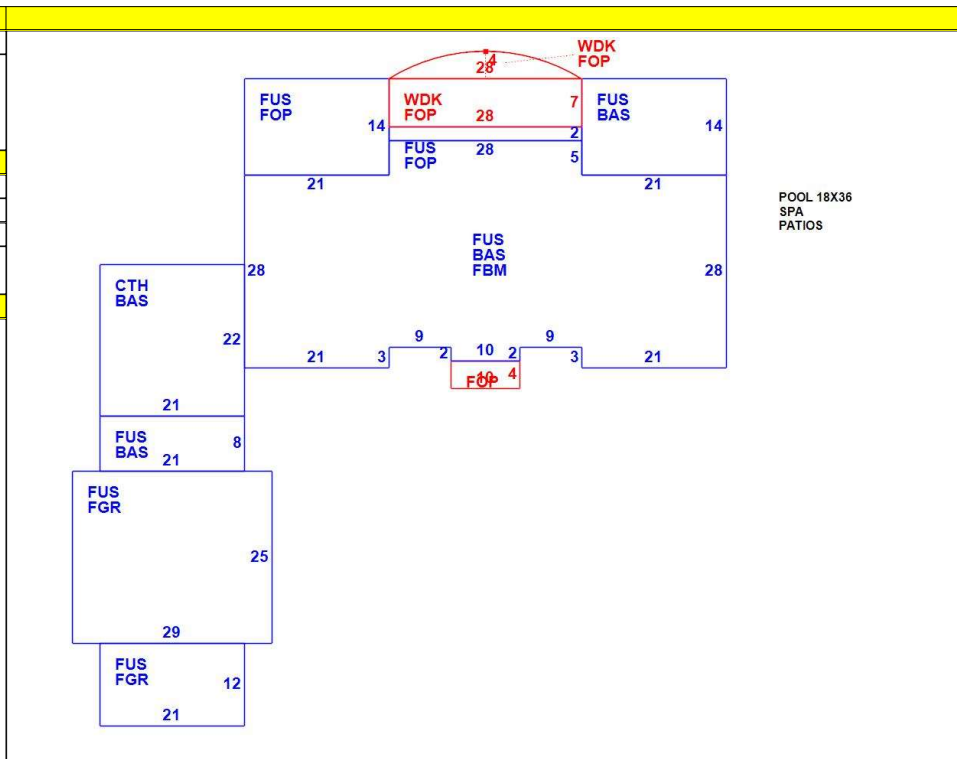 WDK
FOP
4
28
FUS
FOP
WDK
FOP
28
7
FUS
BAS
14
2
14
FUS
FOP
28
5
21
21
POOL 18X36
SPA
PATIOS
FUS
BAS
FBM
28
28
CTH
BAS
22
9
9
21
3
2
10
2
3
21
FOP
10
4
21
FUS
BAS
8
21
FUS
FGR
25
29
FUS
FGR
12
21